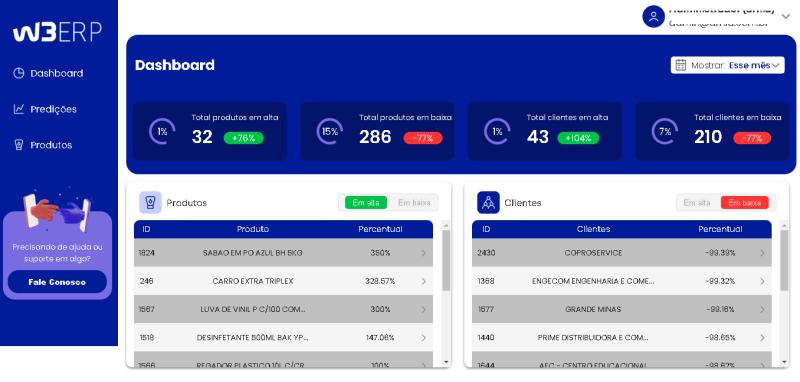 W3ERP
Dashboard
Predições
Produtos
Precisando de ajuda ou
suporte em algo?
Fale Conosco
Administrador (arma)
Dashboard
Mostrar: Esse mês
1%
Total produtos em alta
32 +76%
15%
Total produtos em baixa
286 -77%
1%
Total clientes em alta
43 +104%
7%
Total clientes em baixa
210 -77%
Produtos Em alta Em baixa
ID Produto Percentual
1824 SABAO EM PO AZUL BH 5KG 350%
246 CARRO EXTRA TRIPLEX 328.57%
1567 LUVA DE VINIL P C/100 COM... 300%
1518 DESINFETANTE 500ML BAK YP... 147.06%
1566 REGADOR PLASTICO 10L C/CR... 100%
Clientes Em alta Em baixa
ID Clientes Percentual
2430 COPROSERVICE -99.39%
1368 ENGECOM ENGENHARIA E COME... -99.32%
1577 GRANDE MINAS -99.16%
1440 PRIME DISTRIBUIDORA E COM... -98.65%
1644 AEC - CENTRO EDUCACIONAL -98.62%